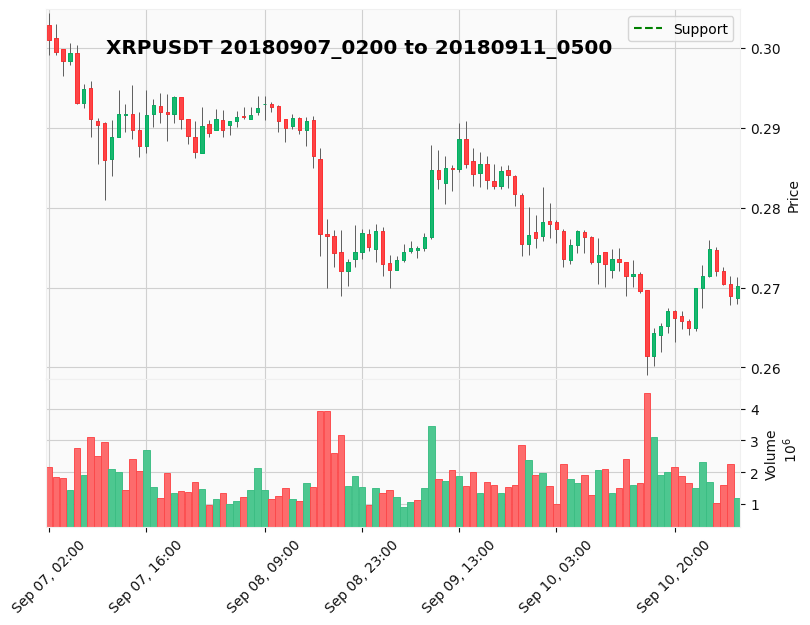 XRPUSDT 20180907_0200 to 20180911_0500
Support
0.30
0.29
0.28
0.27
0.26
Price
4
3
2
1
Volume
10^6
Sep 07, 02:00
Sep 07, 16:00
Sep 08, 09:00
Sep 08, 23:00
Sep 09, 13:00
Sep 10, 03:00
Sep 10, 20:00